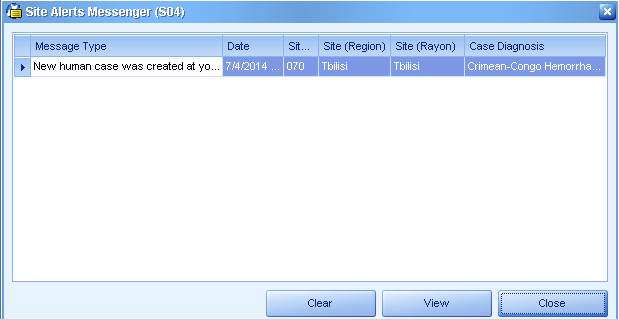 Site Alerts Messenger (S04)
Message Type Date Sit... Site (Region) Site (Rayon) Case Diagnosis
New human case was created at yo... 7/4/2014 ... 070 Tbilisi Tbilisi Crimean-Congo Hemorrha...
Clear View Close